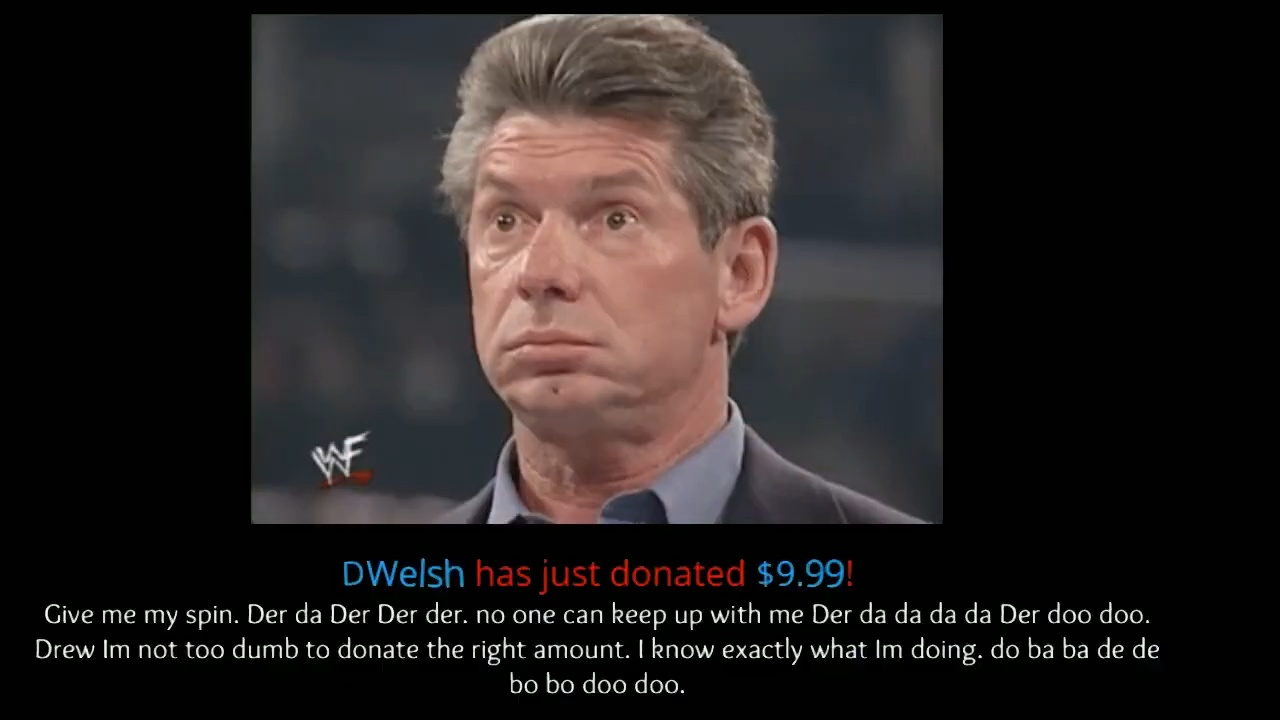 WF
DWelsh has just donated $9.99!
Give me my spin. Der da Der Der der. no one can keep up with me Der da da da da Der doo doo.
Drew Im not too dumb to donate the right amount. I know exactly what Im doing. do ba ba de de
bo bo doo doo.